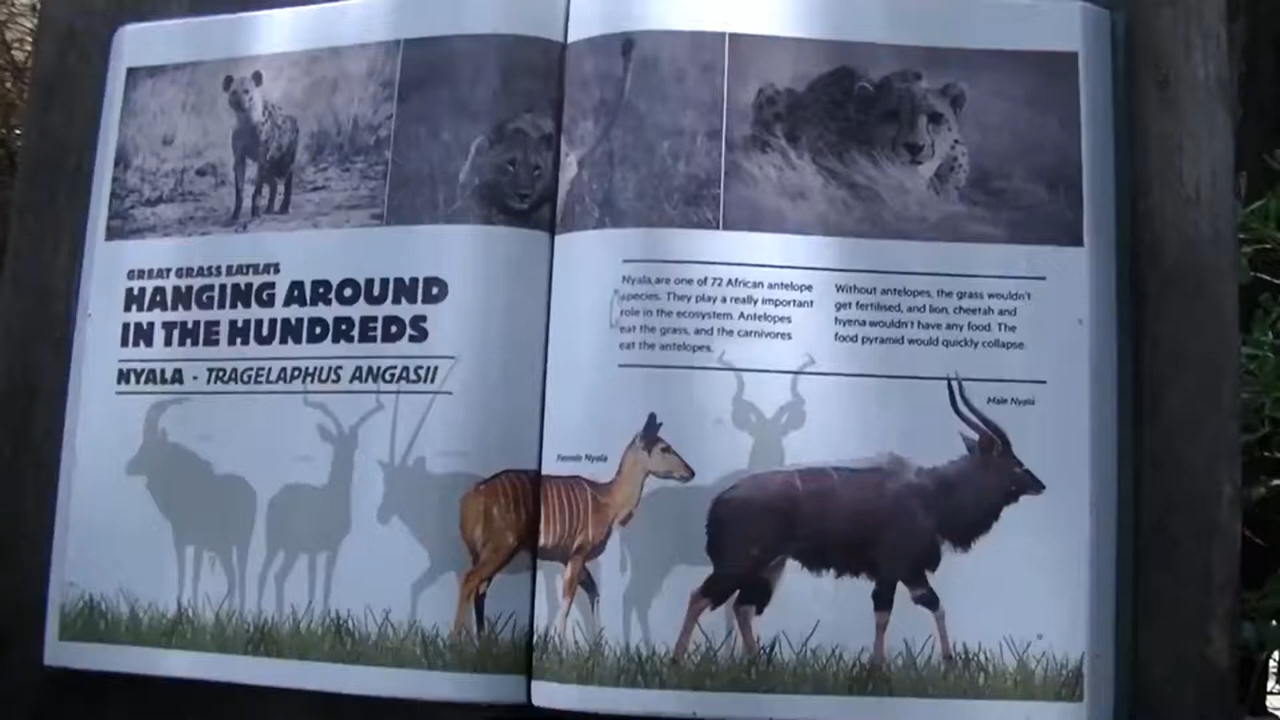 GREAT GRASS EATERS
HANGING AROUND
IN THE HUNDREDS
NYALA - TRAGELAPHUS ANGASII
Nyala are one of 72 African antelope
species. They play a really important
role in the ecosystem. Antelopes
eat the grass, and the carnivores
eat the antelopes.
Without antelopes, the grass wouldn't
get fertilised, and lion, cheetah and
hyena wouldn't have any food. The
food pyramid would quickly collapse.
Female Nyala
Male Nyala